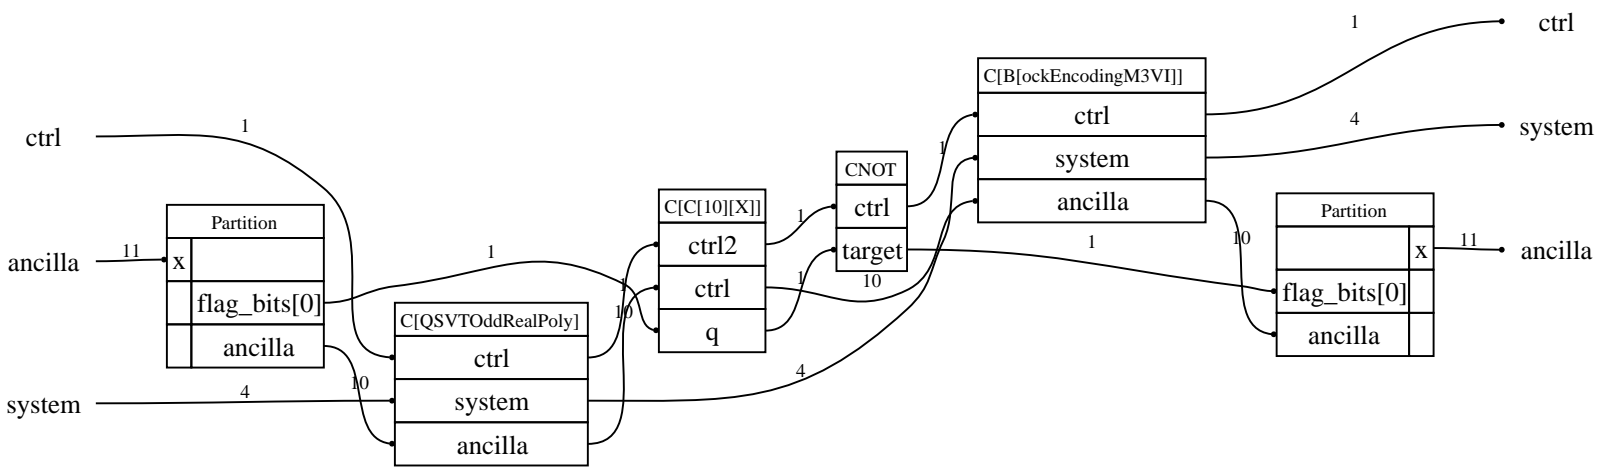 ctrl
ancilla
system
1
11
4
Partition
x
flag_bits[0]
ancilla
10
1
C[QSVTOddRealPoly]
ctrl
system
ancilla
1
10
4
C[C[10][X]]
ctrl2
ctrl
q
1
10
1
CNOT
ctrl
target
1
1
C[B[ockEncodingM3VI]]
ctrl
system
ancilla
1
4
10
Partition
x
flag_bits[0]
ancilla
11
ctrl
system
ancilla